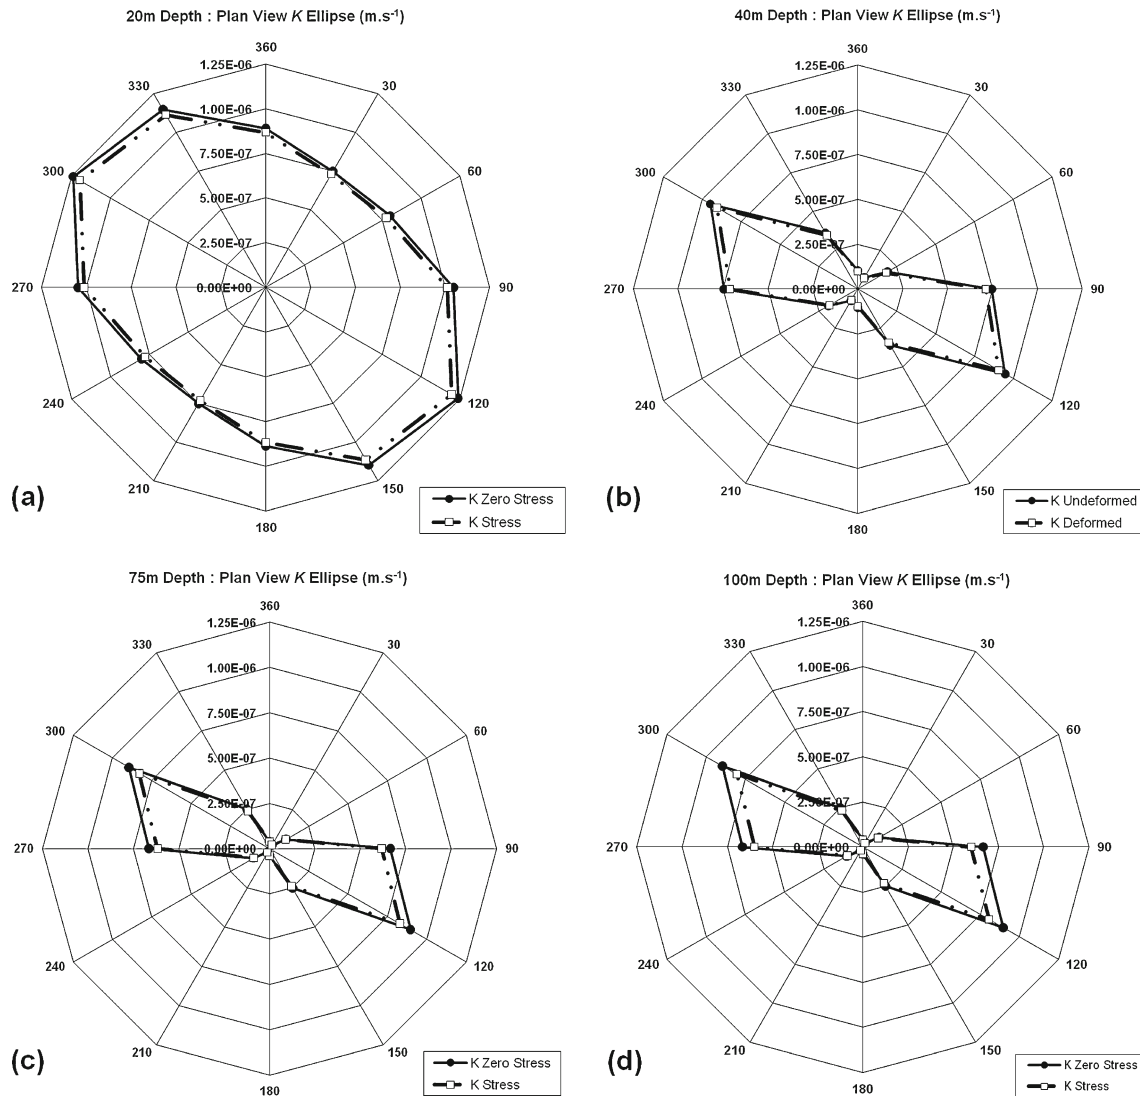 20m Depth : Plan View K Ellipse (m.s-1)
360
1.25E-06
330
30
1.00E-06
7.50E-07
300
60
5.00E-07
2.50E-07
270
0.00E+00
90
240
120
210
150
180
(a)
K Zero Stress
K Stress
40m Depth : Plan View K Ellipse (m.s-1)
360
1.25E-06
330
30
1.00E-06
7.50E-07
300
60
5.00E-07
2.50E-07
270
0.00E+00
90
240
120
210
150
180
(b)
K Undeformed
K Deformed
75m Depth : Plan View K Ellipse (m.s-1)
360
1.25E-06
330
30
1.00E-06
7.50E-07
300
60
5.00E-07
2.50E-07
270
0.00E+00
90
240
120
210
150
180
(c)
K Zero Stress
K Stress
100m Depth : Plan View K Ellipse (m.s-1)
360
1.25E-06
330
30
1.00E-06
7.50E-07
300
60
5.00E-07
2.50E-07
270
0.00E+00
90
240
120
210
150
180
(d)
K Zero Stress
K Stress